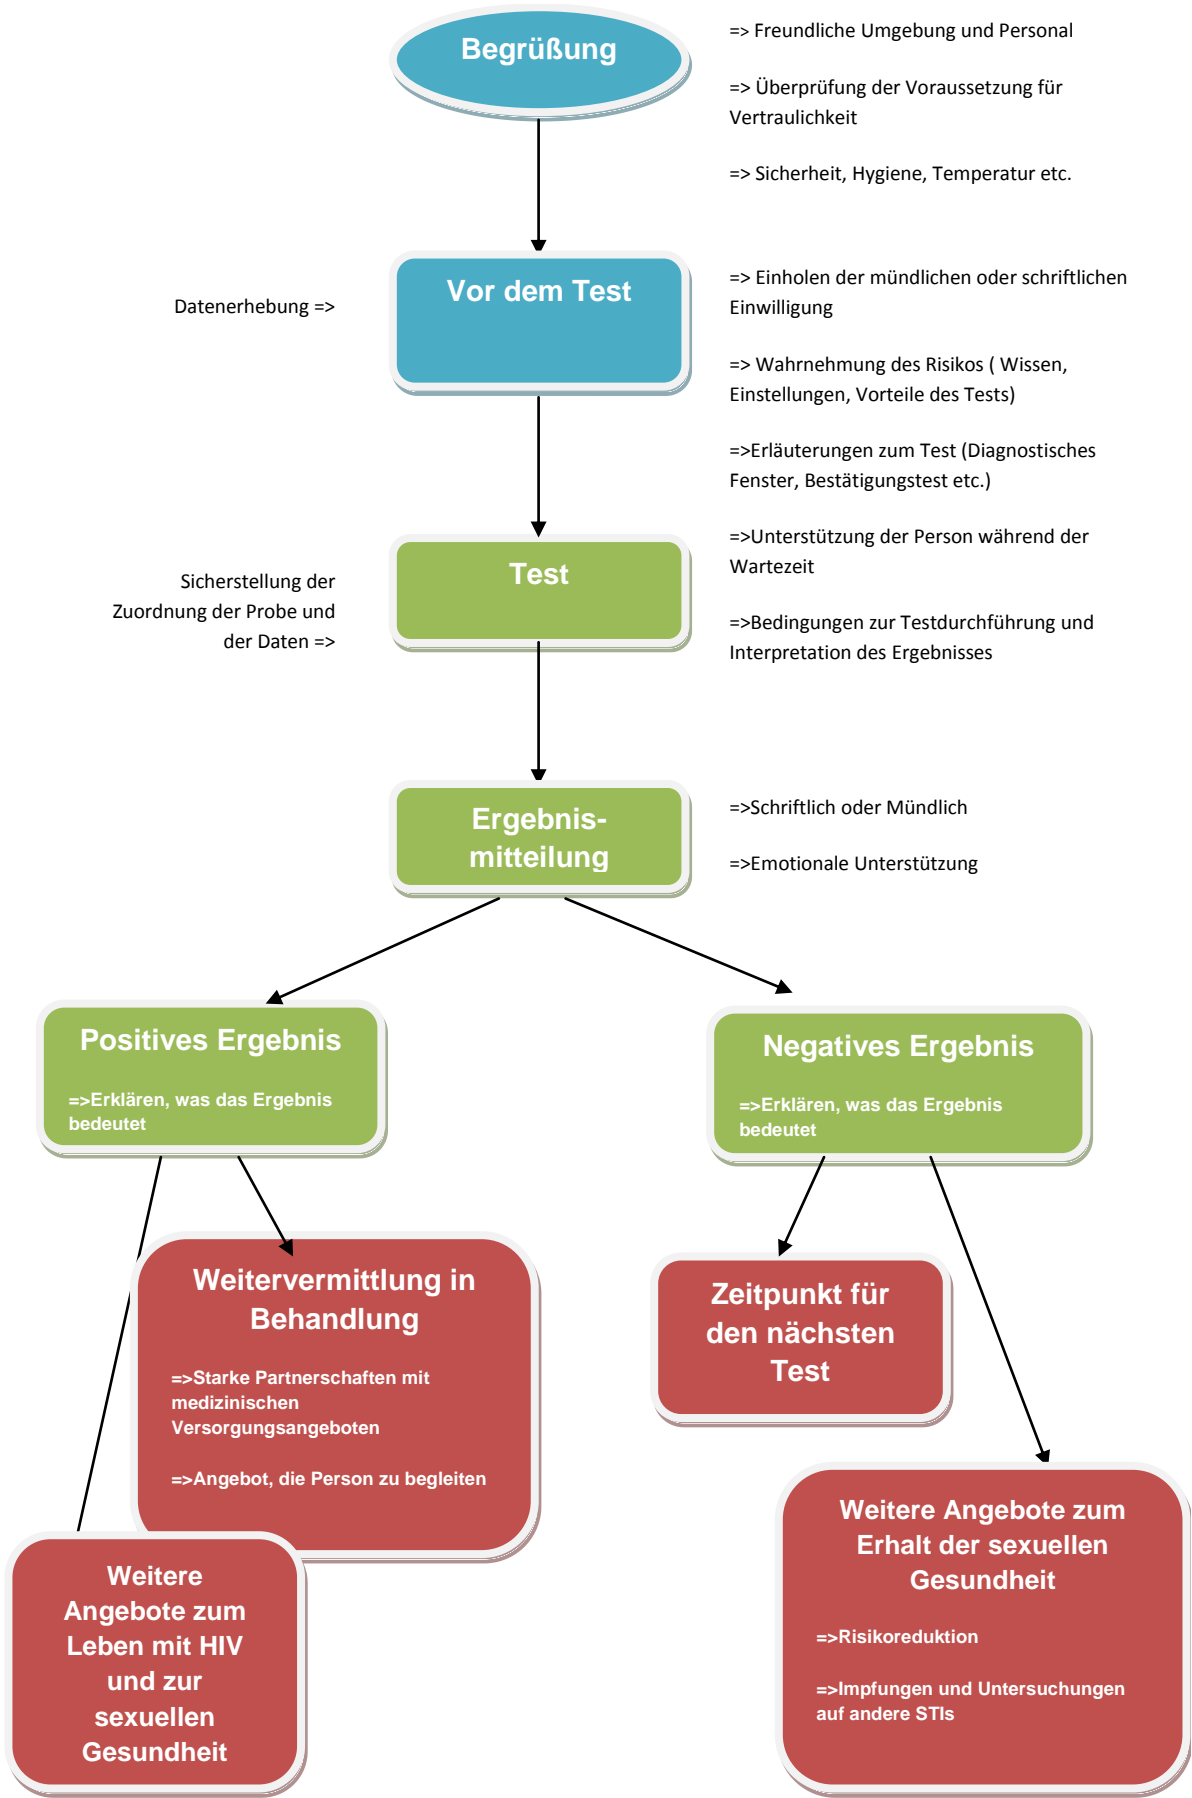 Begrüßung
=> Freundliche Umgebung und Personal
=> Überprüfung der Voraussetzung für
Vertraulichkeit
=> Sicherheit, Hygiene, Temperatur etc.
Datenerhebung =>
Vor dem Test
=> Einholen der mündlichen oder schriftlichen
Einwilligung
=> Wahrnehmung des Risikos ( Wissen,
Einstellungen, Vorteile des Tests)
=>Erläuterungen zum Test (Diagnostisches
Fenster, Bestätigungstest etc.)
Sicherstellung der
Zuordnung der Probe und
der Daten =>
Test
=>Unterstützung der Person während der
Wartezeit
=>Bedingungen zur Testdurchführung und
Interpretation des Ergebnisses
Ergebnis-
mitteilung
=>Schriftlich oder Mündlich
=>Emotionale Unterstützung
Positives Ergebnis
=>Erklären, was das Ergebnis
bedeutet
Negatives Ergebnis
=>Erklären, was das Ergebnis
bedeutet
Weitervermittlung in
Behandlung
=>Starke Partnerschaften mit
medizinischen
Versorgungsangeboten
=>Angebot, die Person zu begleiten
Zeitpunkt für
den nächsten
Test
Weitere
Angebote zum
Leben mit HIV
und zur
sexuellen
Gesundheit
Weitere Angebote zum
Erhalt der sexuellen
Gesundheit
=>Risikoreduktion
=>Impfungen und Untersuchungen
auf andere STIs